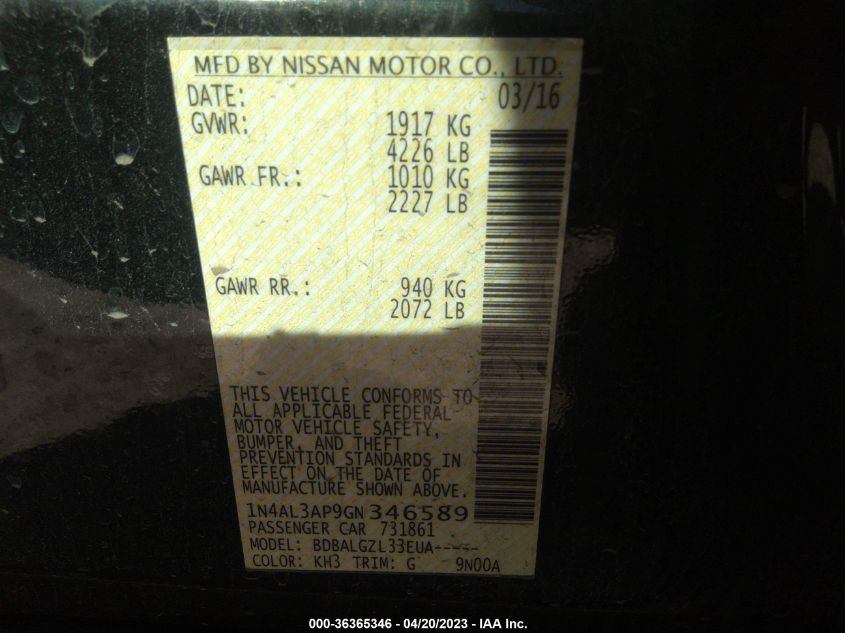 MFD BY NISSAN MOTOR CO., LTD.
DATE: 03/16
GVWR: 1917 KG
4226 LB
GAWR FR.: 1010 KG
2227 LB
GAWR RR.: 940 KG
2072 LB
THIS VEHICLE CONFORMS TO
ALL APPLICABLE FEDERAL
MOTOR VEHICLE SAFETY,
BUMPER, AND THEFT
PREVENTION STANDARDS IN
EFFECT ON THE DATE OF
MANUFACTURE SHOWN ABOVE.
1N4AL3AP9GN 346589
PASSENGER CAR 731861
MODEL: BDBALGZL33EUA-----
COLOR: KH3 TRIM: G 9N00A
000-36365346 - 04/20/2023 - IAA Inc.